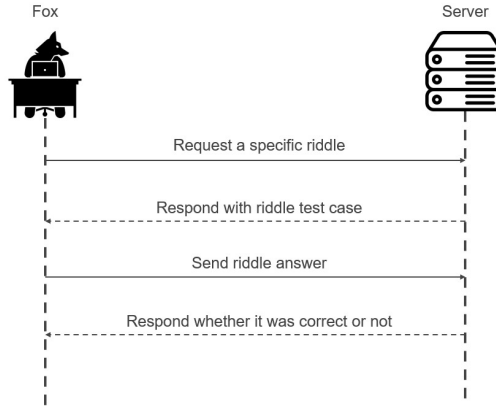 Fox
Server
Request a specific riddle
Respond with riddle test case
Send riddle answer
Respond whether it was correct or not